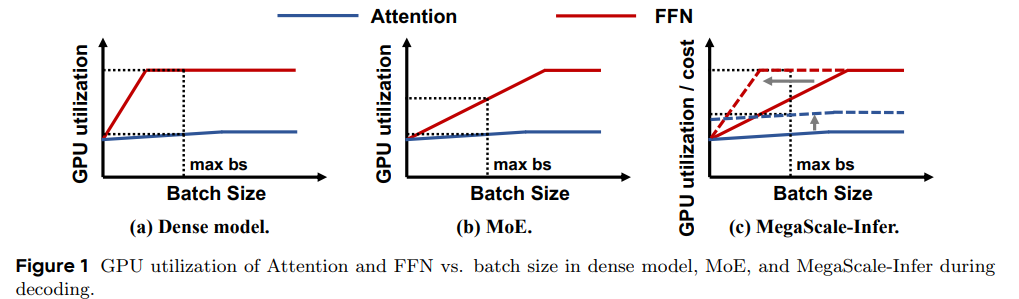 Attention FFN
GPU utilization
max bs
Batch Size
(a) Dense model.
GPU utilization
max bs
Batch Size
(b) MoE.
GPU utilization / cost
max bs
Batch Size
(c) MegaScale-Infer.
Figure 1 GPU utilization of Attention and FFN vs. batch size in dense model, MoE, and MegaScale-Infer during
decoding.